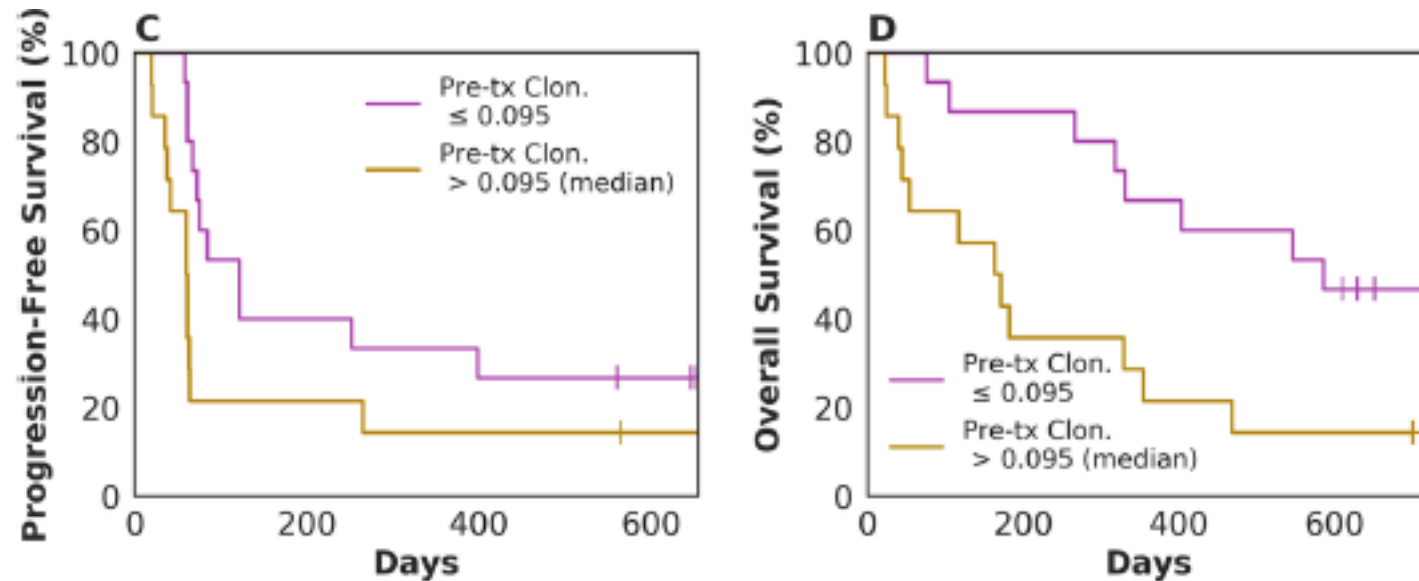 C
Progression-Free Survival (%)
100
80
60
40
20
0
Pre-tx Clon.
≤ 0.095
Pre-tx Clon.
> 0.095 (median)
0 200 400 600
Days
D
Overall Survival (%)
100
80
60
40
20
0
Pre-tx Clon.
≤ 0.095
Pre-tx Clon.
> 0.095 (median)
0 200 400 600
Days